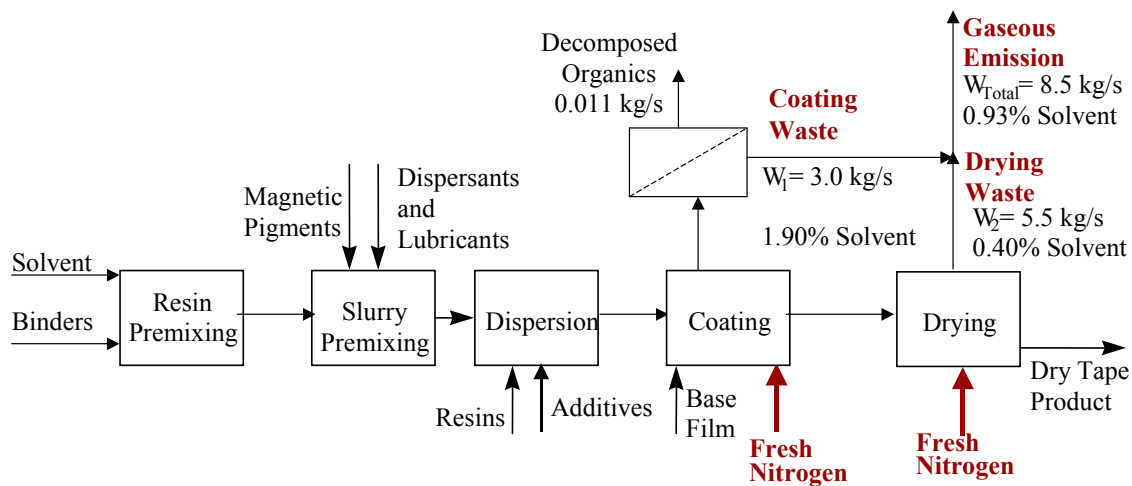 Decomposed
Organics
0.011 kg/s
Coating
Waste
Gaseous
Emission
W_Total= 8.5 kg/s
0.93% Solvent
Magnetic
Pigments
Dispersants
and
Lubricants
W_1= 3.0 kg/s
1.90% Solvent
Drying
Waste
W_2= 5.5 kg/s
0.40% Solvent
Solvent
Binders
Resin
Premixing
Slurry
Premixing
Dispersion
Coating
Drying
Resins
Additives
Base
Film
Fresh
Nitrogen
Fresh
Nitrogen
Dry Tape
Product